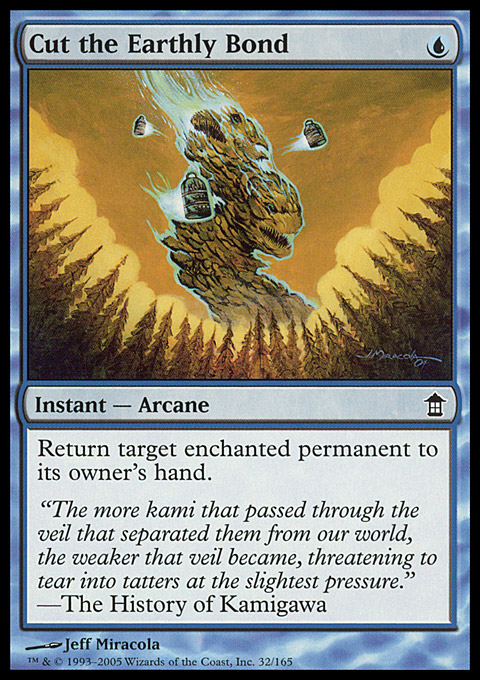 Cut the Earthly Bond
J. Miracola
Instant — Arcane
Return target enchanted permanent to
its owner's hand.
“The more kami that passed through the
veil that separated them from our world,
the weaker that veil became, threatening to
tear into tatters at the slightest pressure.”
—The History of Kamigawa
Jeff Miracola
™ & © 1993–2005 Wizards of the Coast, Inc. 32/165